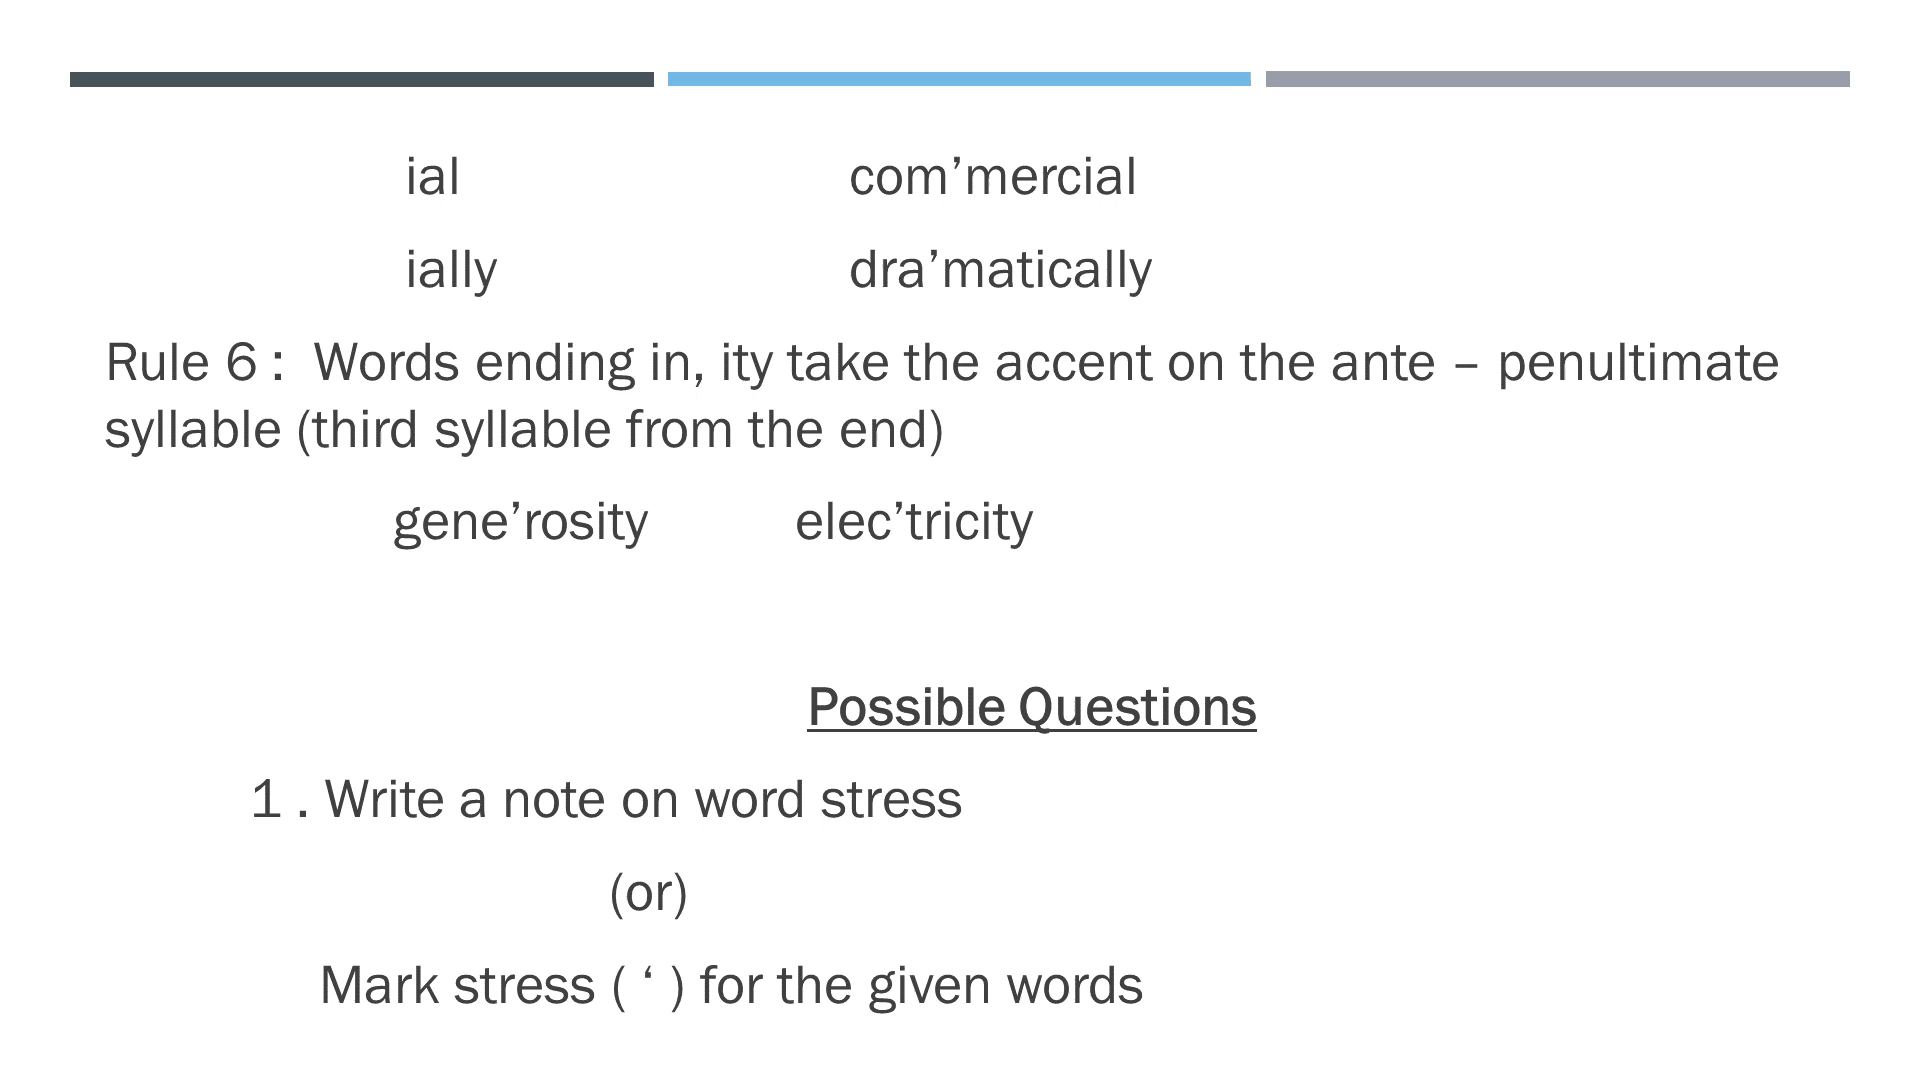 ial com’mercial
ially dra’matically
Rule 6 : Words ending in, ity take the accent on the ante – penultimate
syllable (third syllable from the end)
gene’rosity elec’tricity
Possible Questions
1 . Write a note on word stress
(or)
Mark stress ( ‘ ) for the given words